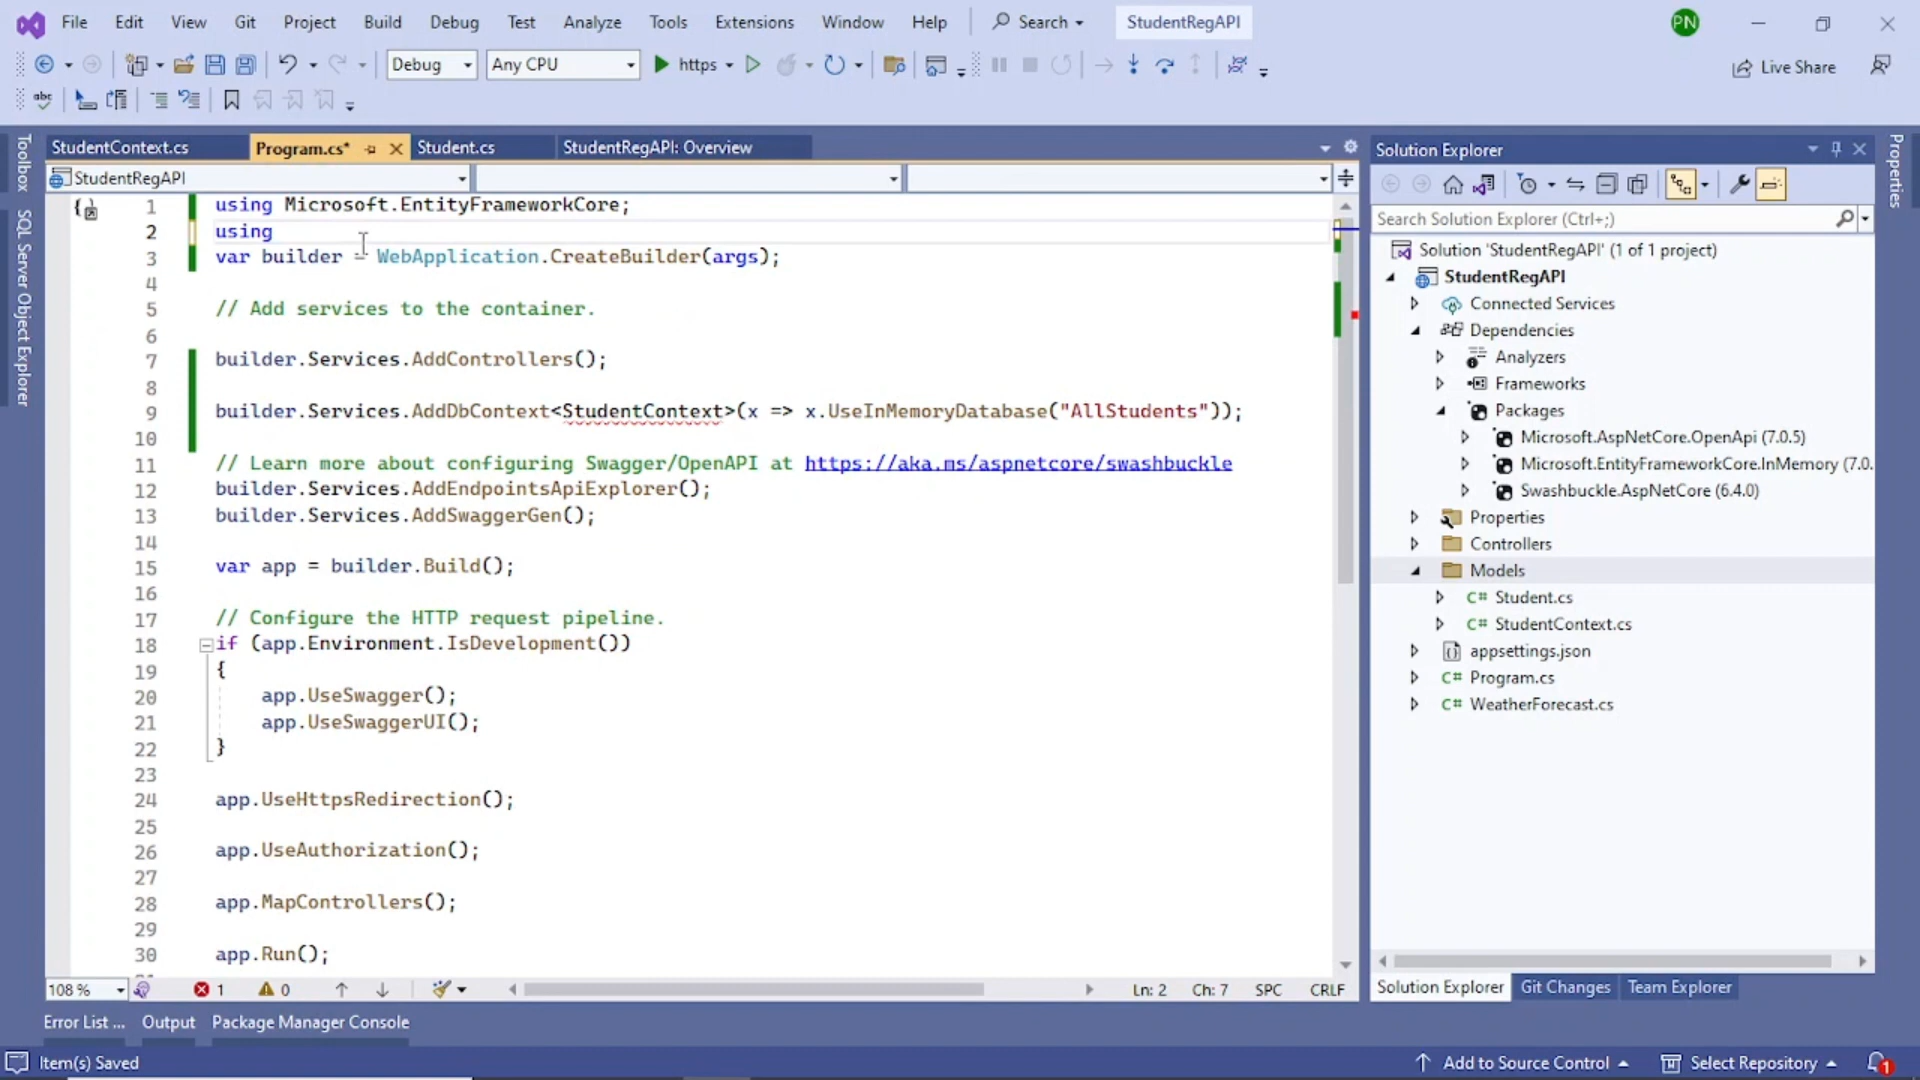 File Edit View Git Project Build Debug Test Analyze Tools Extensions Window Help Search StudentRegAPI PN
Debug Any CPU https Live Share
abc
Toolbox
SQL Server Object Explorer
StudentContext.cs Program.cs* Student.cs StudentRegAPI: Overview
StudentRegAPI
1 using Microsoft.EntityFrameworkCore;
2 using
3 var builder = WebApplication.CreateBuilder(args);
4
5 // Add services to the container.
6
7 builder.Services.AddControllers();
8
9 builder.Services.AddDbContext<StudentContext>(x => x.UseInMemoryDatabase("AllStudents"));
10
11 // Learn more about configuring Swagger/OpenAPI at https://aka.ms/aspnetcore/swashbuckle
12 builder.Services.AddEndpointsApiExplorer();
13 builder.Services.AddSwaggerGen();
14
15 var app = builder.Build();
16
17 // Configure the HTTP request pipeline.
18 if (app.Environment.IsDevelopment())
19 {
20 app.UseSwagger();
21 app.UseSwaggerUI();
22 }
23
24 app.UseHttpsRedirection();
25
26 app.UseAuthorization();
27
28 app.MapControllers();
29
30 app.Run();
108 % 1 0 Ln: 2 Ch: 7 SPC CRLF
Solution Explorer
Search Solution Explorer (Ctrl+;)
Solution 'StudentRegAPI' (1 of 1 project)
StudentRegAPI
Connected Services
Dependencies
Analyzers
Frameworks
Packages
Microsoft.AspNetCore.OpenApi (7.0.5)
Microsoft.EntityFrameworkCore.InMemory (7.0.
Swashbuckle.AspNetCore (6.4.0)
Properties
Controllers
Models
C# Student.cs
C# StudentContext.cs
appsettings.json
C# Program.cs
C# WeatherForecast.cs
Solution Explorer Git Changes Team Explorer
Properties
Error List ... Output Package Manager Console
Item(s) Saved Add to Source Control Select Repository 1